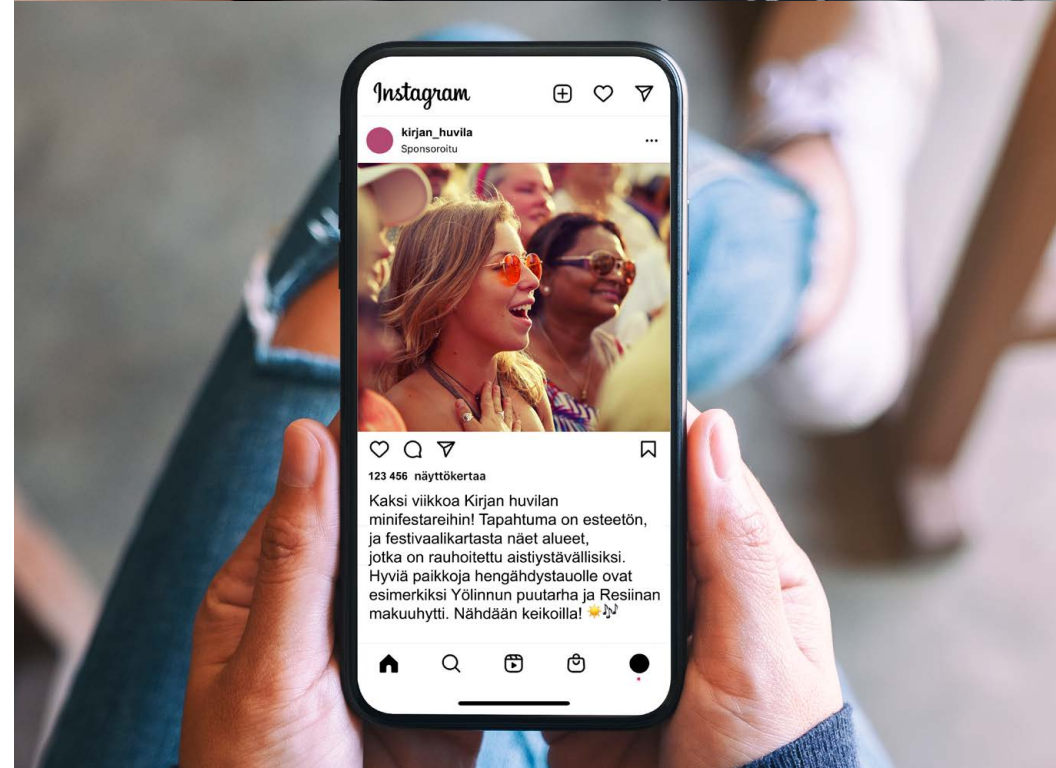 Instagram
kirjan_huvila
Sponsoroitu
123 456 näyttökertaa
Kaksi viikkoa Kirjan huvilan
minifestareihin! Tapahtuma on esteetön,
ja festivaalikartasta näet alueet,
jotka on rauhoitettu aistiystävällisiksi.
Hyviä paikkoja hengähdystauolle ovat
esimerkiksi Yölinnun puutarha ja Resiinan
makuuhytti. Nähdään keikoilla! ☀️🎶